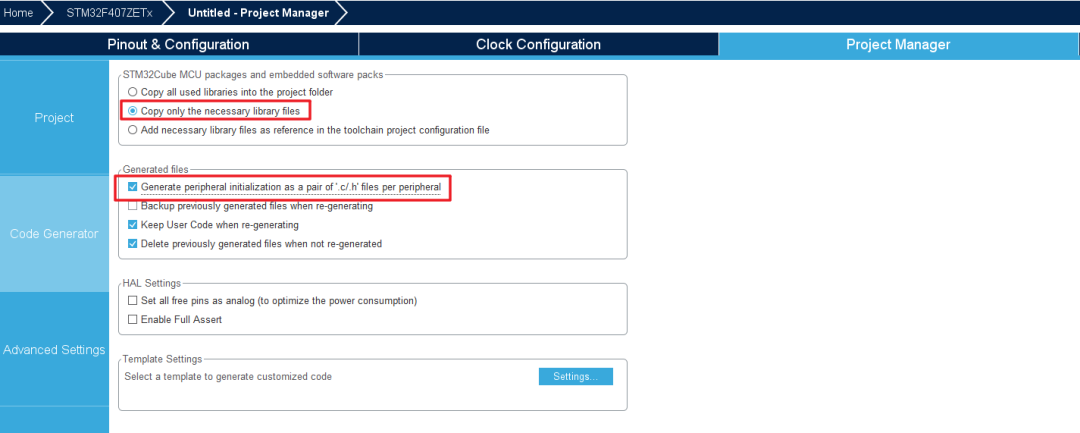 Home STM32F407ZETx Untitled - Project Manager
Pinout & Configuration Clock Configuration Project Manager
Project
Code Generator
Advanced Settings
STM32Cube MCU packages and embedded software packs
Copy all used libraries into the project folder
Copy only the necessary library files
Add necessary library files as reference in the toolchain project configuration file
Generated files
Generate peripheral initialization as a pair of '.c/.h' files per peripheral
Backup previously generated files when re-generating
Keep User Code when re-generating
Delete previously generated files when not re-generated
HAL Settings
Set all free pins as analog (to optimize the power consumption)
Enable Full Assert
Template Settings
Select a template to generate customized code Settings...